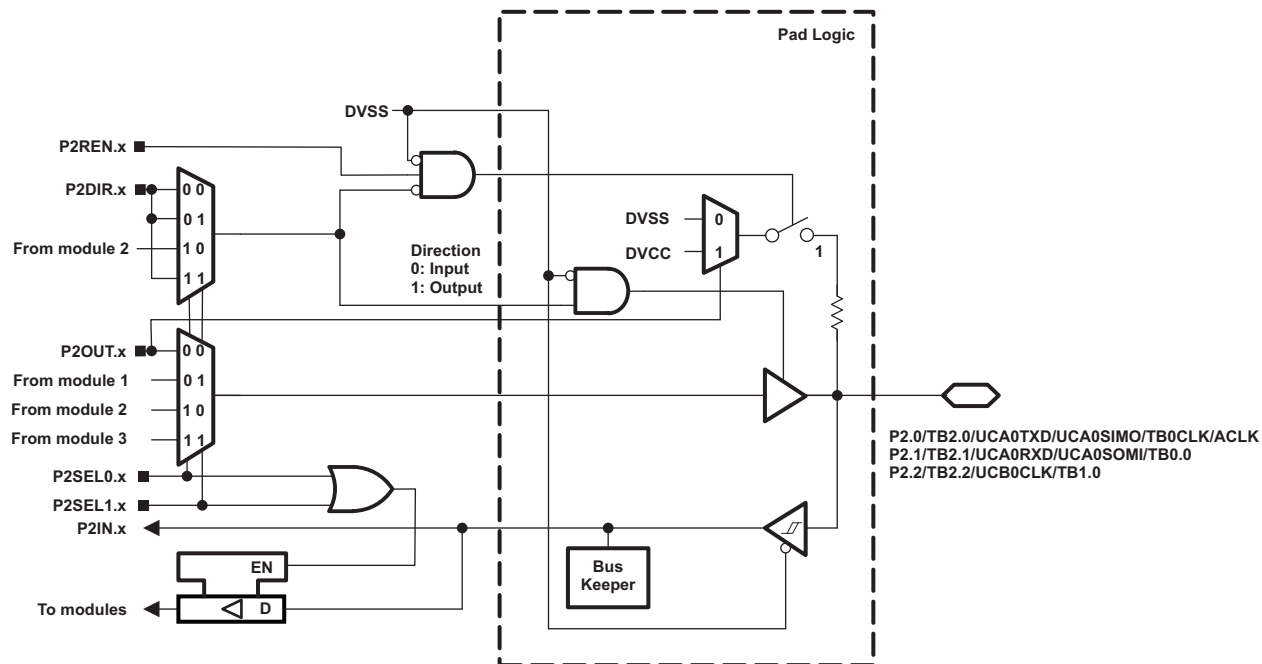 Pad Logic
DVSS
P2REN.x
P2DIR.x
0 0
0 1
From module 2
1 0
1 1
Direction
0: Input
1: Output
DVSS
0
DVCC
1
1
P2OUT.x
0 0
From module 1
0 1
From module 2
1 0
From module 3
1 1
P2SEL0.x
P2SEL1.x
P2IN.x
EN
To modules
D
Bus
Keeper
P2.0/TB2.0/UCA0TXD/UCA0SIMO/TB0CLK/ACLK
P2.1/TB2.1/UCA0RXD/UCA0SOMI/TB0.0
P2.2/TB2.2/UCB0CLK/TB1.0